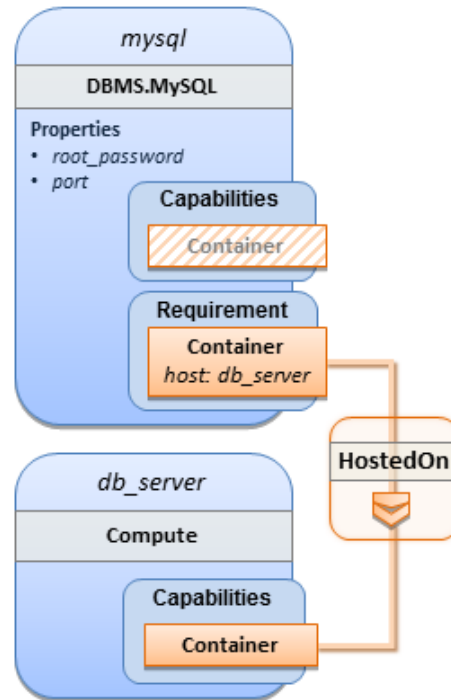 mysql
DBMS.MySQL
Properties
• root_password
• port
Capabilities
Container
Requirement
Container
host: db_server
HostedOn
db_server
Compute
Capabilities
Container